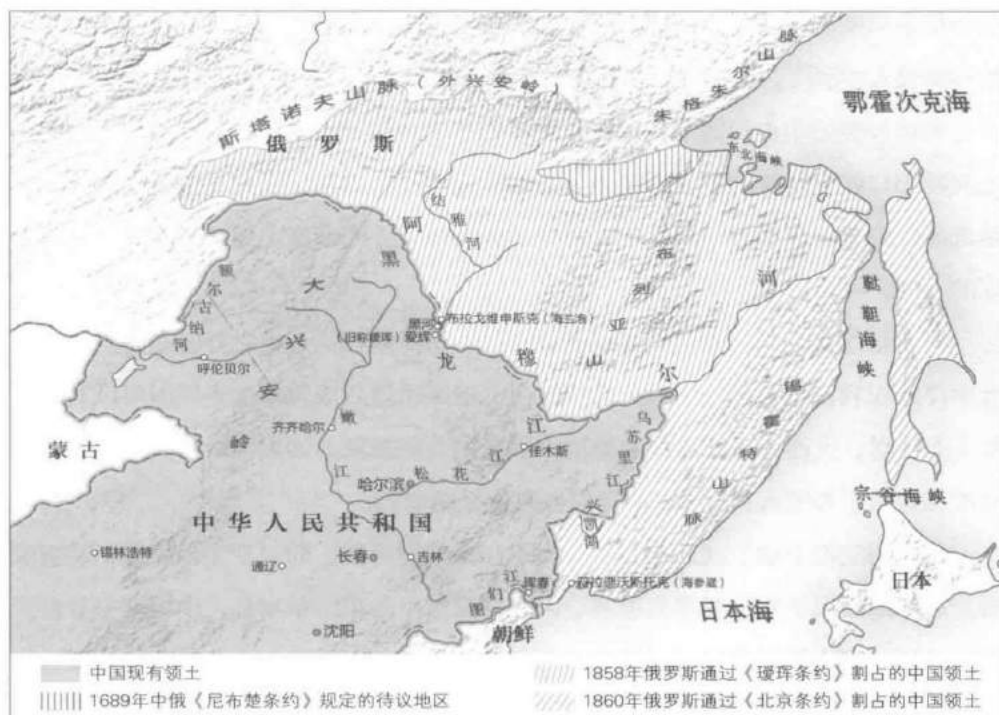 斯塔诺夫山脉（外兴安岭）
朱格朱尔山脉
鄂霍次克海
俄罗斯
东北海峡
结雅河
阿穆尔河
布列亚山
黑龙江
额尔古纳河
大兴安岭
黑河
布拉戈维申斯克（海兰泡）
（旧称瑷珲）爱辉
鞑靼海峡
呼伦贝尔
锡霍特山脉
齐齐哈尔
嫩江
乌苏里江
蒙古
佳木斯
松花江
哈尔滨
兴凯湖
宗谷海峡
中华人民共和国
锡林浩特
通辽
长春
吉林
珲春
符拉迪沃斯托克（海参崴）
日本
图们江
日本海
沈阳
朝鲜
中国现有领土
1858年俄罗斯通过《瑷珲条约》割占的中国领土
1689年中俄《尼布楚条约》规定的待议地区
1860年俄罗斯通过《北京条约》割占的中国领土